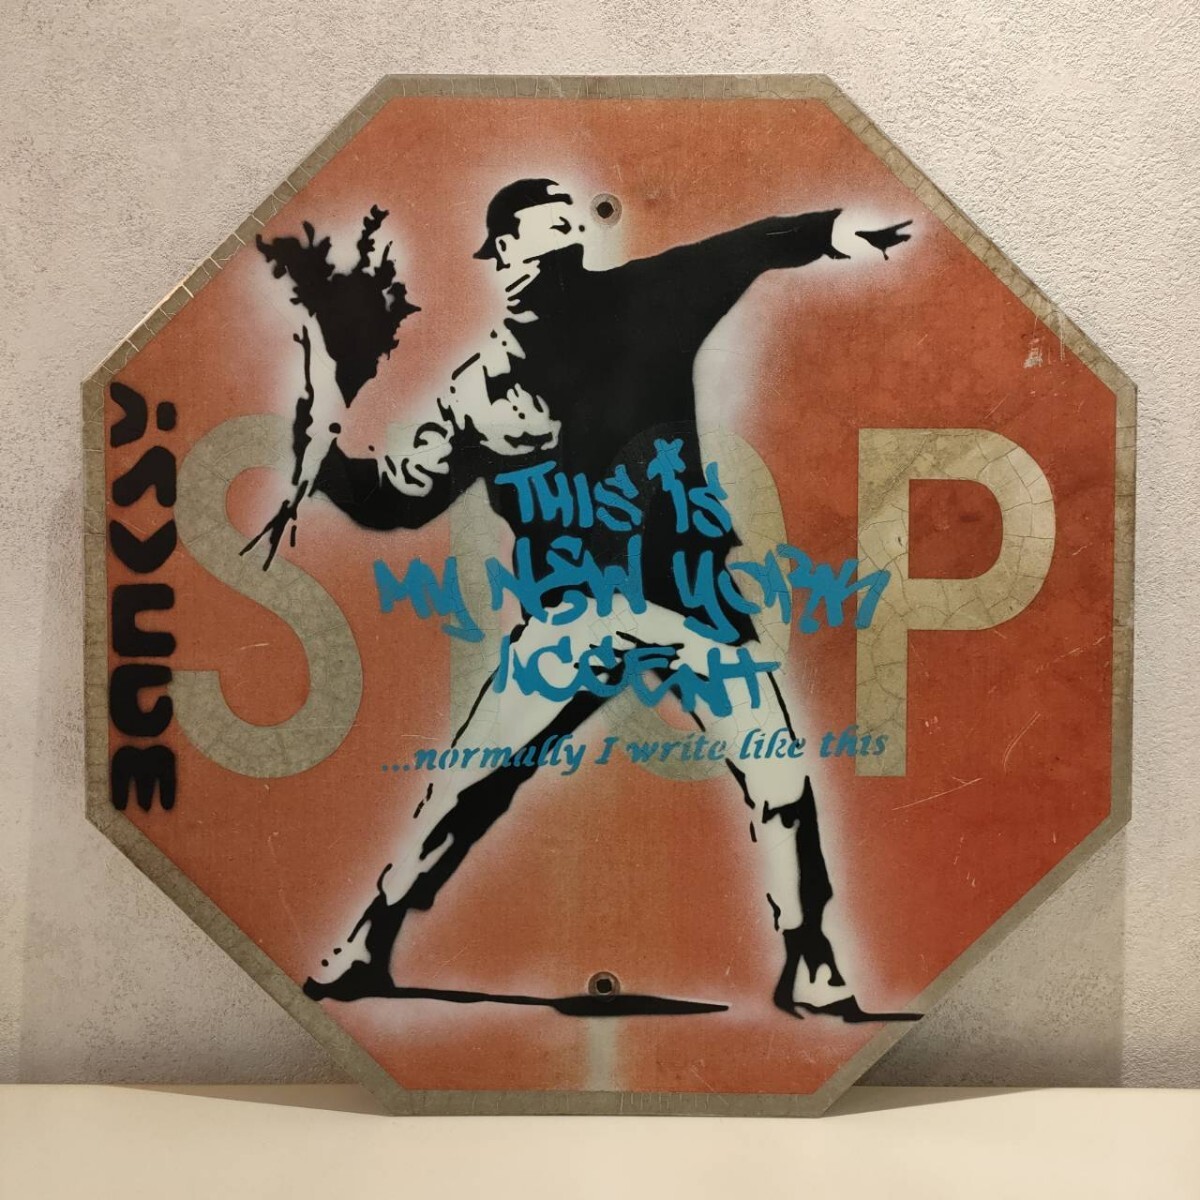 BANKSY
STOP
THIS IS
MY NEW YORK
ACCENT
...normally I write like this